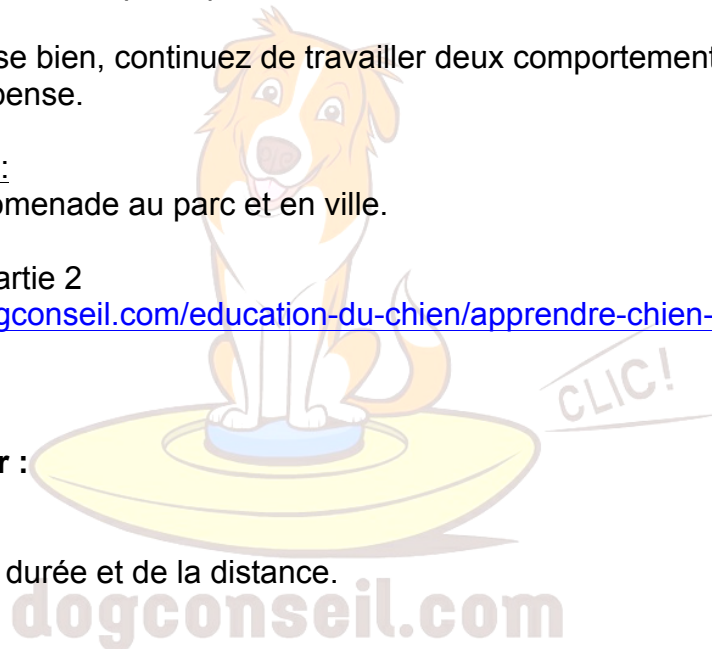 se bien, continuez de travailler deux comportement
pense.
:
omenade au parc et en ville.
artie 2
gconseil.com/education-du-chien/apprendre-chien-
CLIC!
r :
durée et de la distance.
dogconseil.com